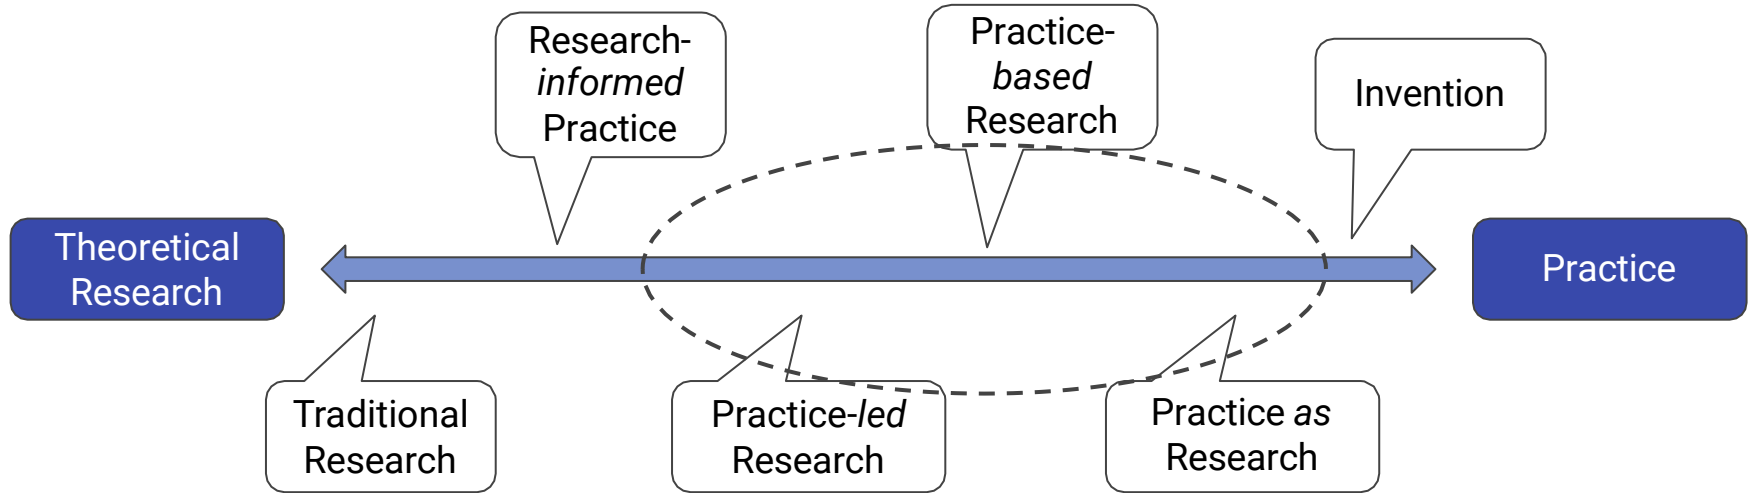 Research-
informed
Practice
Practice-
based
Research
Invention
Theoretical
Research
Practice
Traditional
Research
Practice-led
Research
Practice as
Research